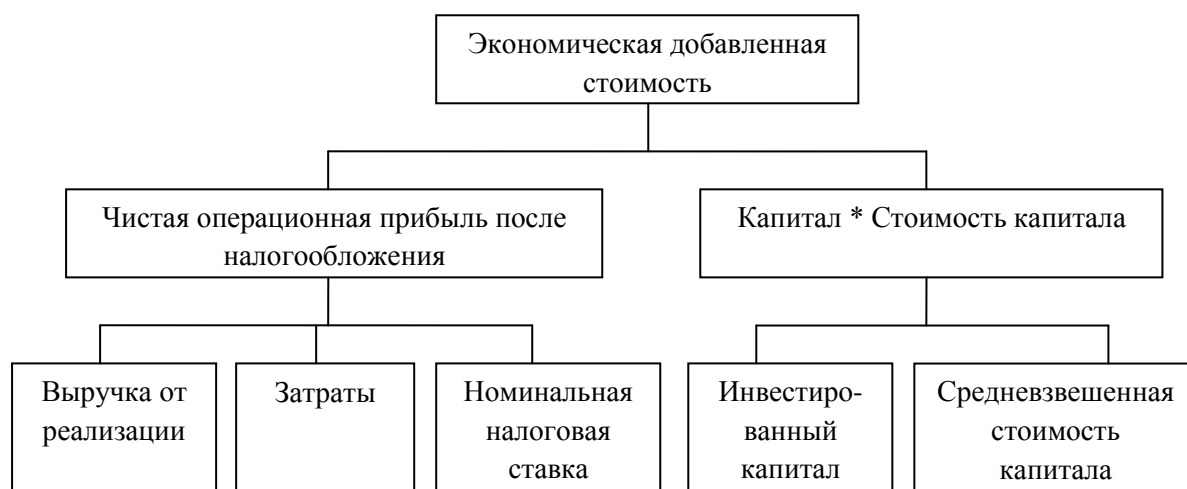 Экономическая добавленная
стоимость
Чистая операционная прибыль после
налогообложения
Капитал * Стоимость капитала
Выручка от
реализации
Затраты
Номинальная
налоговая
ставка
Инвестиро-
ванный
капитал
Средневзвешенная
стоимость
капитала